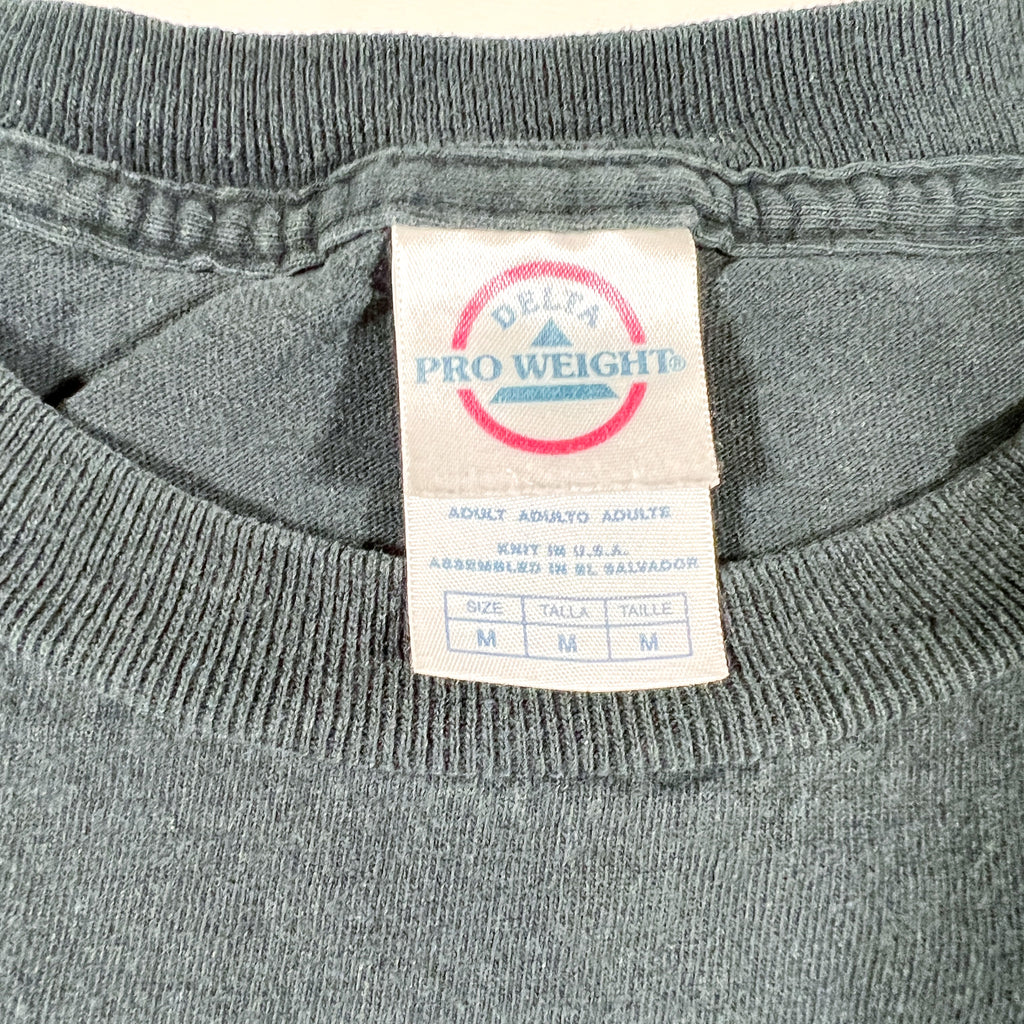 DELTA
PRO WEIGHT®
ADULT ADULTO ADULTE
KNIT IN U.S.A.
ASSEMBLED IN EL SALVADOR
SIZE TALLA TAILLE
M M M